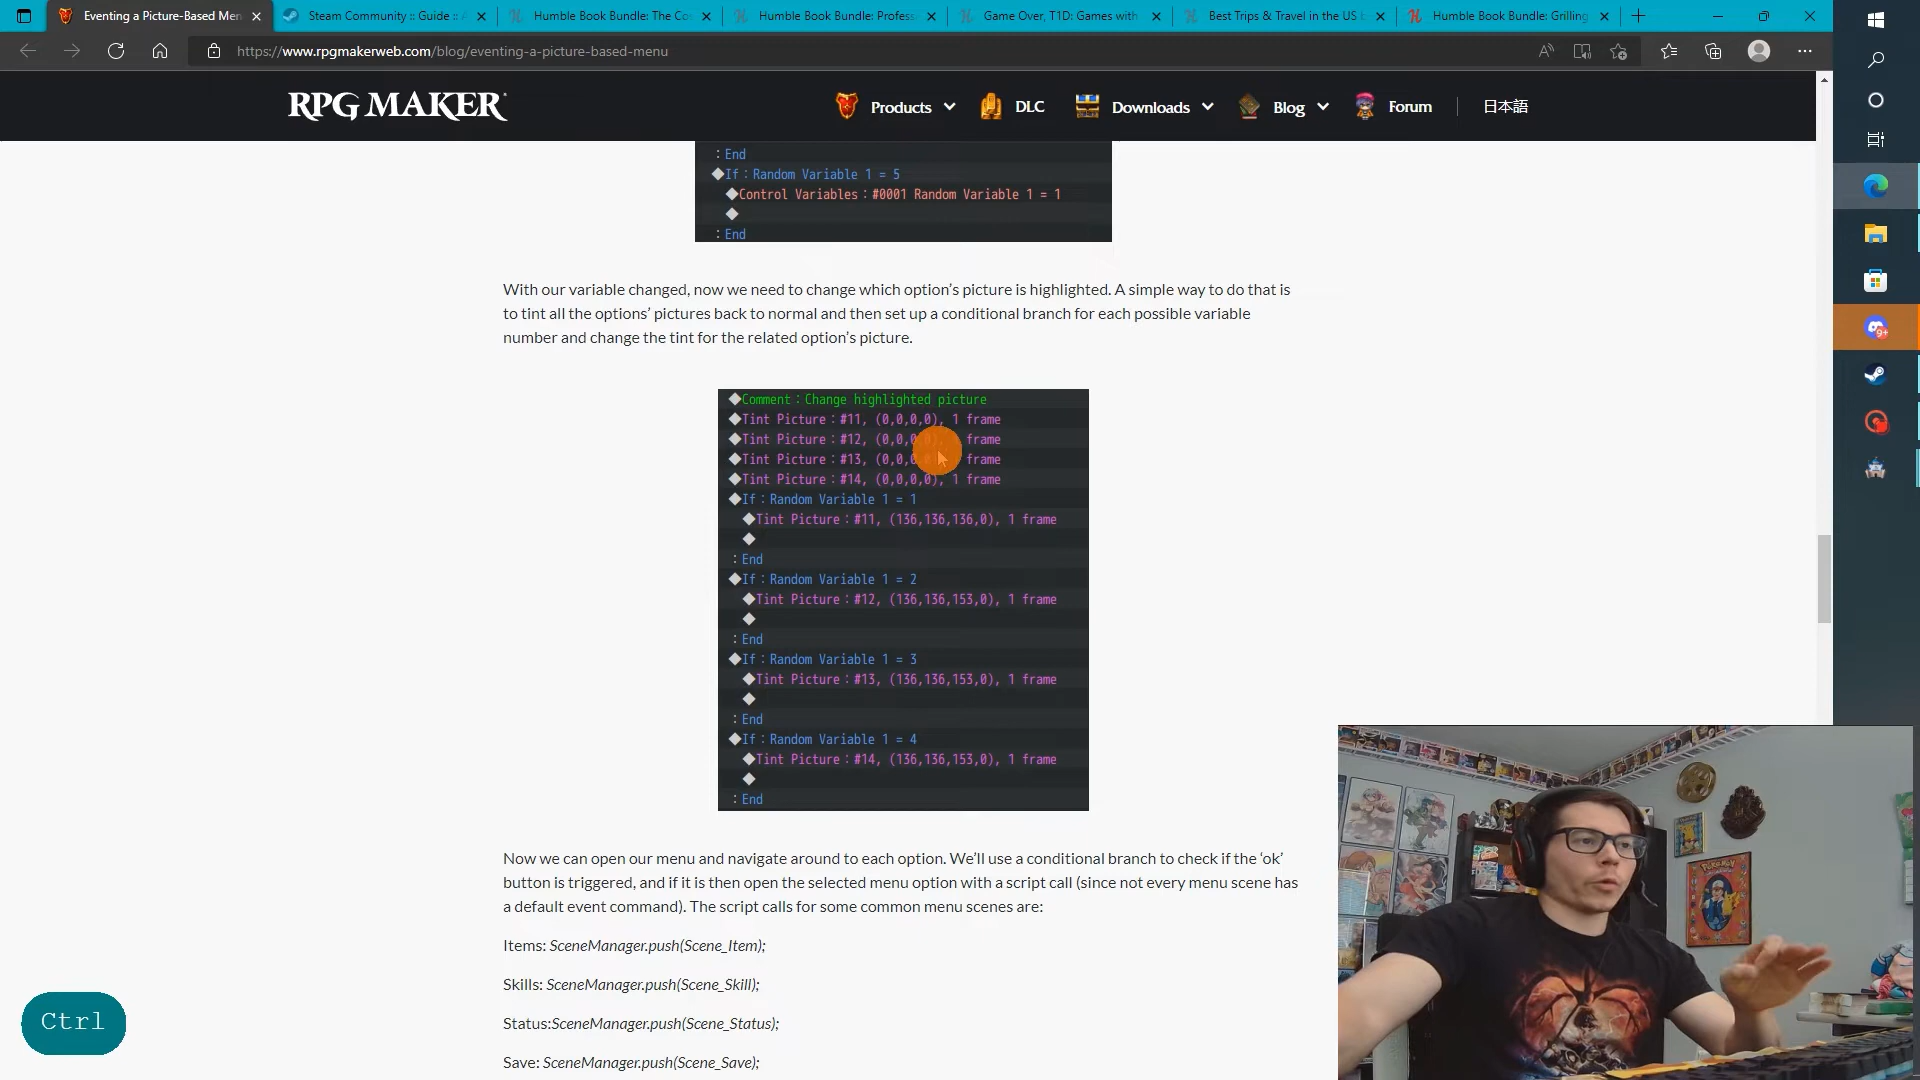 Eventing a Picture-Based Men
Steam Community :: Guide :: A
Humble Book Bundle: The Co
Humble Book Bundle: Profess
Game Over, T1D: Games with
Best Trips & Travel in the US b
Humble Book Bundle: Grilling
https://www.rpgmakerweb.com/blog/eventing-a-picture-based-menu
RPG MAKER
Products
DLC
Downloads
Blog
Forum
日本語
:End
◆If:Random Variable 1 = 5
◆Control Variables:#0001 Random Variable 1 = 1
◆
:End
With our variable changed, now we need to change which option’s picture is highlighted. A simple way to do that is
to tint all the options’ pictures back to normal and then set up a conditional branch for each possible variable
number and change the tint for the related option’s picture.
◆Comment:Change highlighted picture
◆Tint Picture:#11, (0,0,0,0), 1 frame
◆Tint Picture:#12, (0,0,0 frame
◆Tint Picture:#13, (0,0,0 frame
◆Tint Picture:#14, (0,0,0,0), 1 frame
◆If:Random Variable 1 = 1
◆Tint Picture:#11, (136,136,136,0), 1 frame
◆
:End
◆If:Random Variable 1 = 2
◆Tint Picture:#12, (136,136,153,0), 1 frame
◆
:End
◆If:Random Variable 1 = 3
◆Tint Picture:#13, (136,136,153,0), 1 frame
◆
:End
◆If:Random Variable 1 = 4
◆Tint Picture:#14, (136,136,153,0), 1 frame
◆
:End
Now we can open our menu and navigate around to each option. We’ll use a conditional branch to check if the ‘ok’
button is triggered, and if it is then open the selected menu option with a script call (since not every menu scene has
a default event command). The script calls for some common menu scenes are:
Items: SceneManager.push(Scene_Item);
Skills: SceneManager.push(Scene_Skill);
Status:SceneManager.push(Scene_Status);
Save: SceneManager.push(Scene_Save);
Ctrl
9+